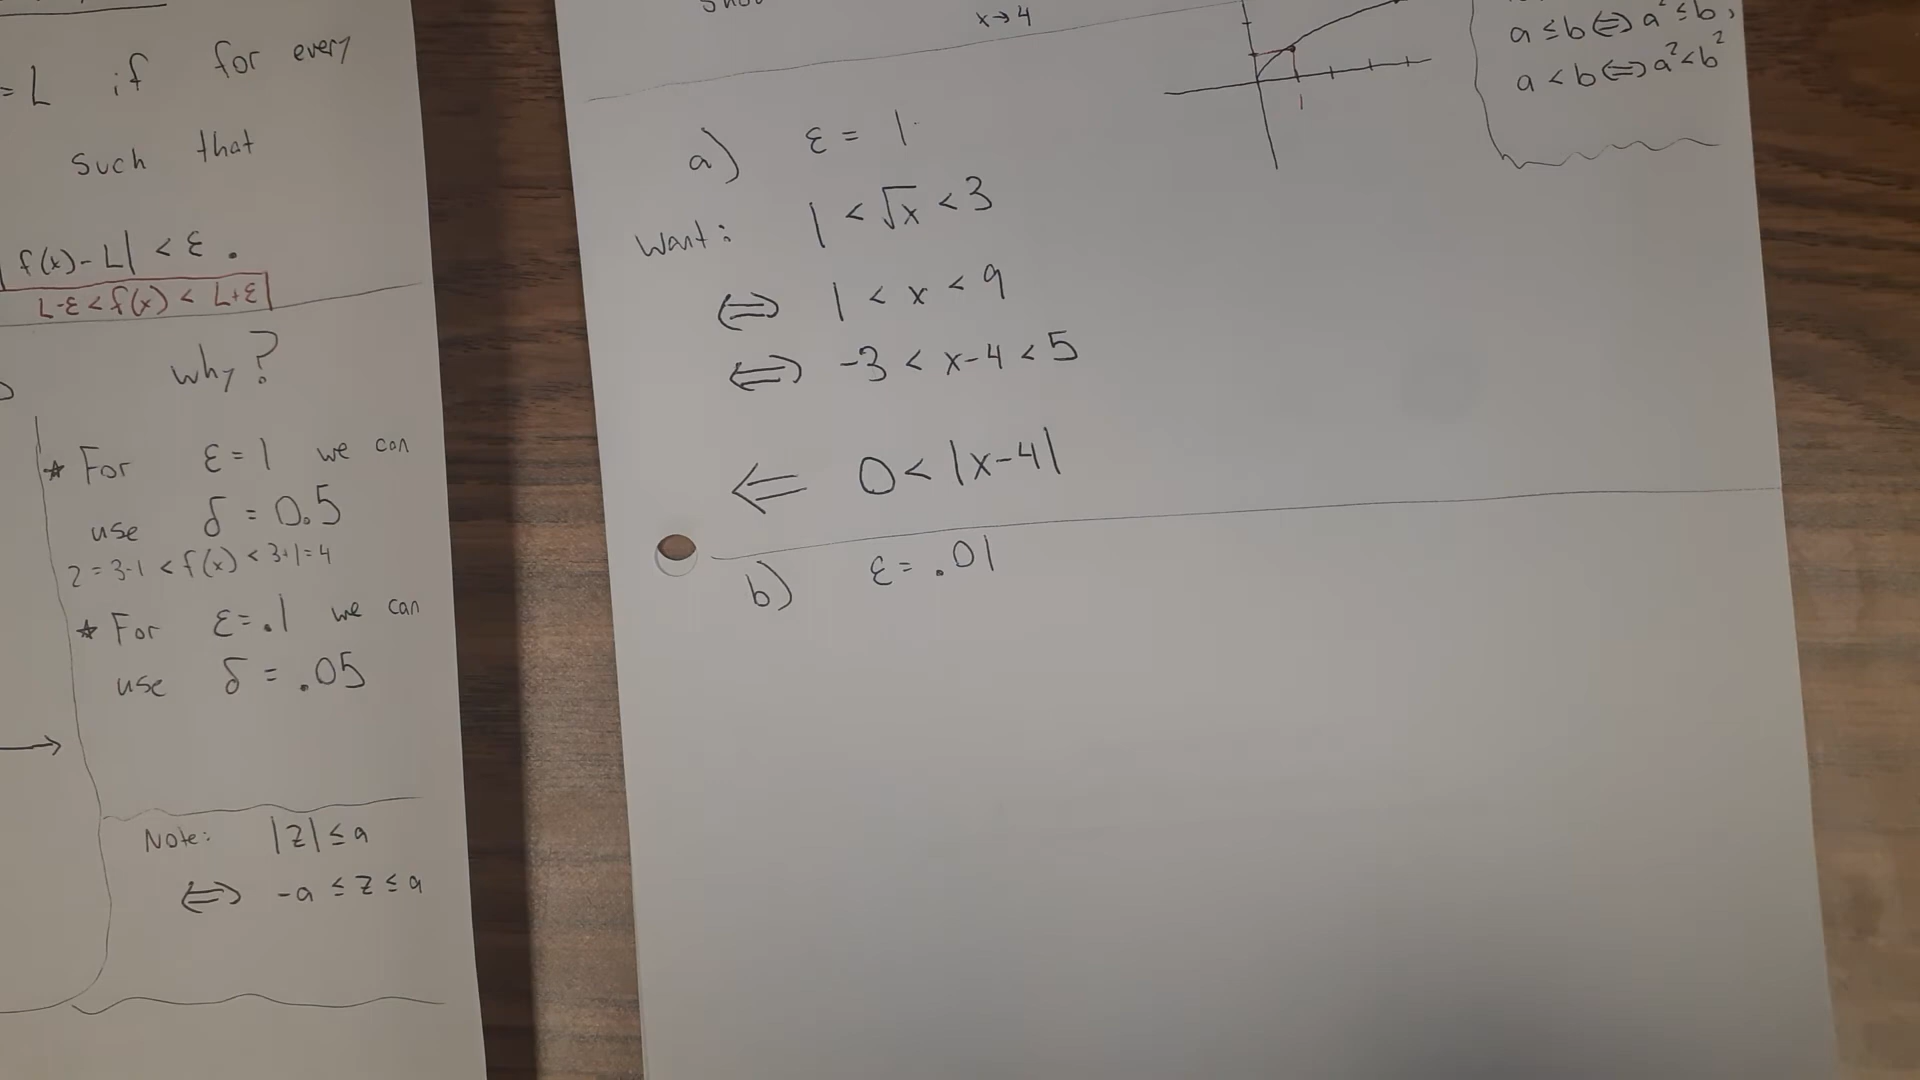 = L if for every
such that
f(x)-L| < ε .
L-ε < f(x) < L+ε
why?
* For ε = 1 we can
use δ = 0.5
2 = 3-1 < f(x) < 3+1 = 4
* For ε = .1 we can
use δ = .05
Note: |z| ≤ a
⟺ -a ≤ z ≤ a
x → 4
a) ε = 1
Want: 1 < √x < 3
⟺ 1 < x < 9
⟺ -3 < x-4 < 5
⟸ 0 < |x-4|
b) ε = .01
1
a ≤ b ⟺ a² ≤ b,
a < b ⟺ a² < b²